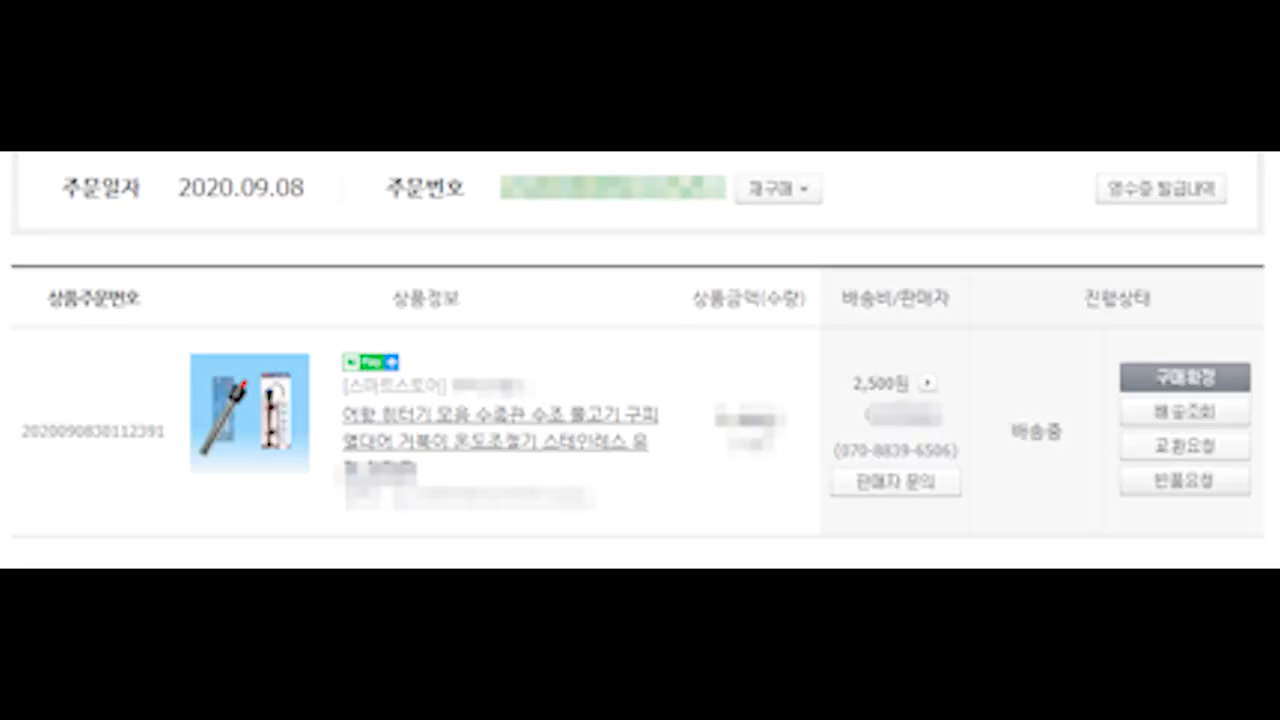 주문일자 2020.09.08 주문번호 재구매 영수증 발급내역
상품주문번호 상품정보 상품금액(수량) 배송비/판매자 진행상태
Pay
[스마트스토어]
어항 히터기 모음 수족관 수조 물고기 구피
열대어 거북이 온도조절기 스테인레스 용
2020090830112391
2,500원
(070-8839-6506)
판매자 문의
배송중
구매확정
배송조회
교환요청
반품요청